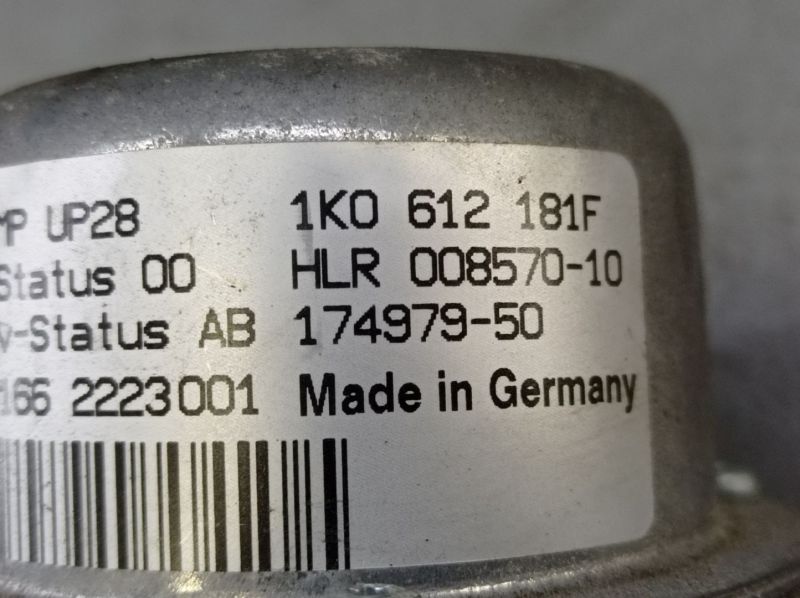 UP28 1K0 612 181F
Status 00 HLR 008570-10
-Status AB 174979-50
166 2223001 Made in Germany